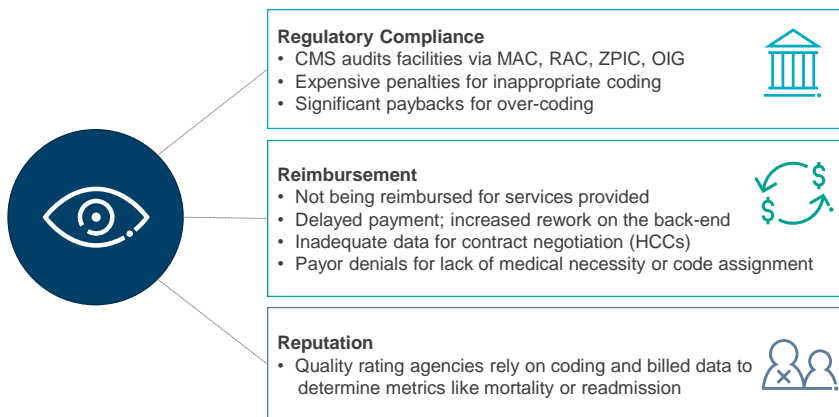 Regulatory Compliance
• CMS audits facilities via MAC, RAC, ZPIC, OIG
• Expensive penalties for inappropriate coding
• Significant paybacks for over-coding
Reimbursement
• Not being reimbursed for services provided
• Delayed payment; increased rework on the back-end
• Inadequate data for contract negotiation (HCCs)
• Payor denials for lack of medical necessity or code assignment
$
$
Reputation
• Quality rating agencies rely on coding and billed data to
determine metrics like mortality or readmission